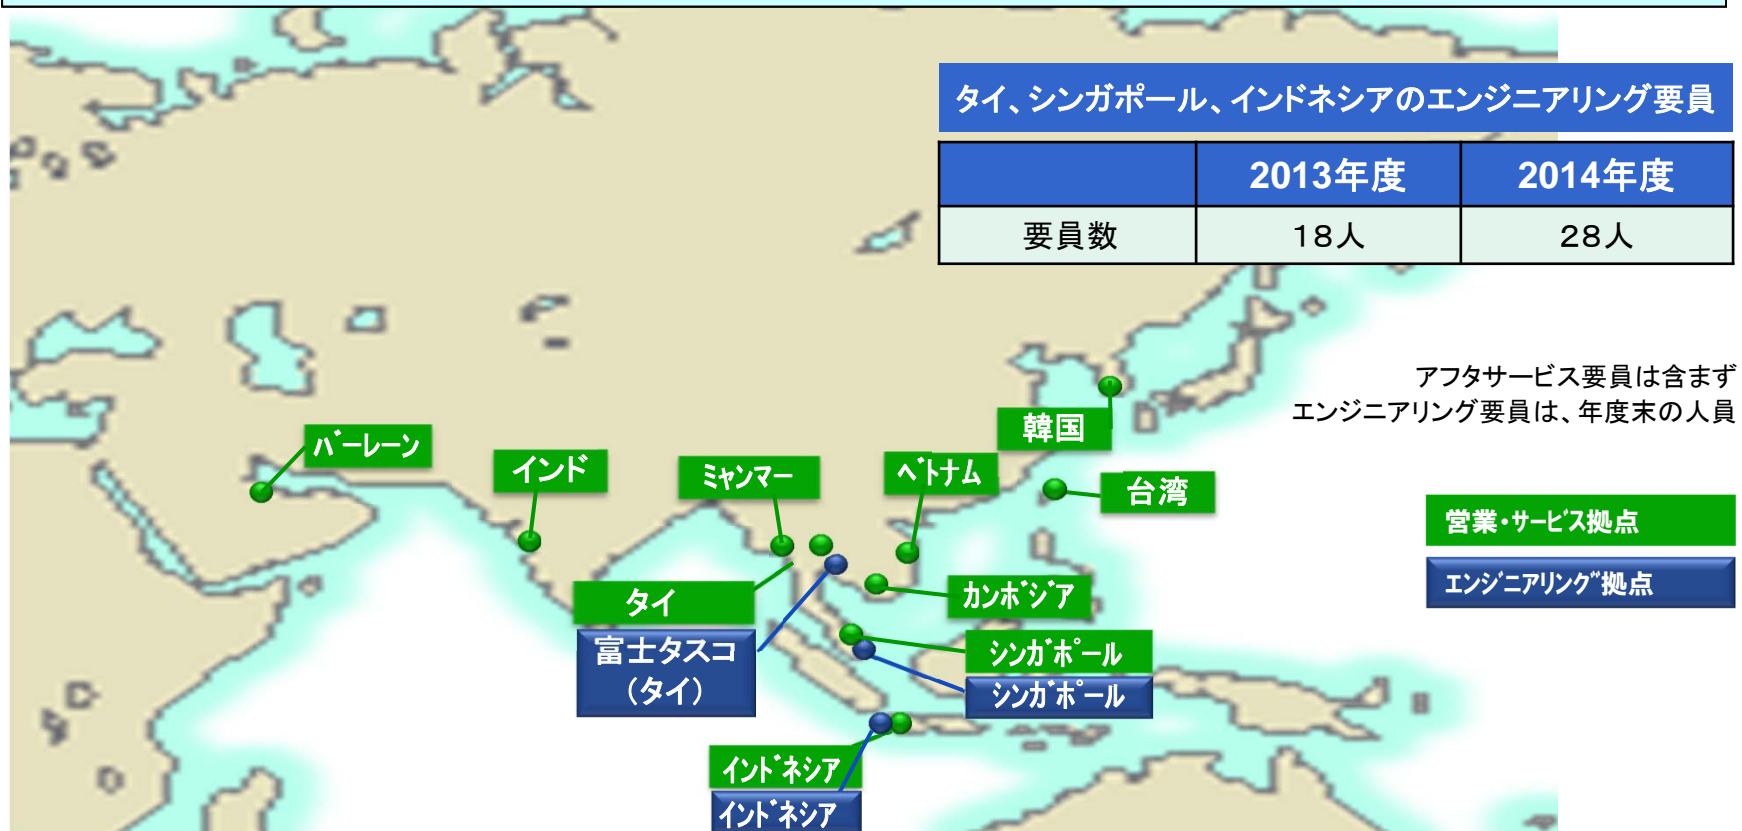 タイ、シンガポール、インドネシアのエンジニアリング要員
2013年度 2014年度
要員数 18人 28人
アフタサービス要員は含まず
エンジニアリング要員は、年度末の人員
韓国
バーレーン
インド
ミャンマー
ベトナム
台湾
営業・サービス拠点
エンジニアリング拠点
タイ
カンボジア
富士タスコ
（タイ）
シンガポール
シンガポール
インドネシア
インドネシア